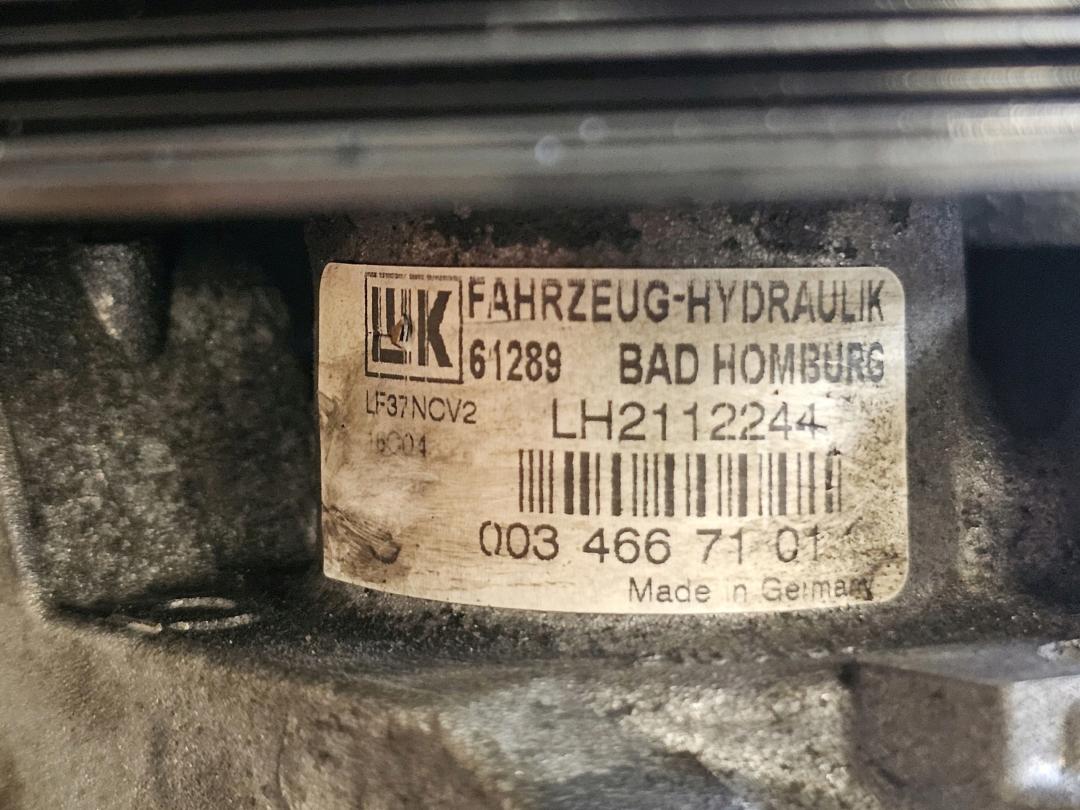 LUK FAHRZEUG-HYDRAULIK
61289 BAD HOMBURG
LF37NCV2 LH2112244
003 466 71 01
Made in Germany